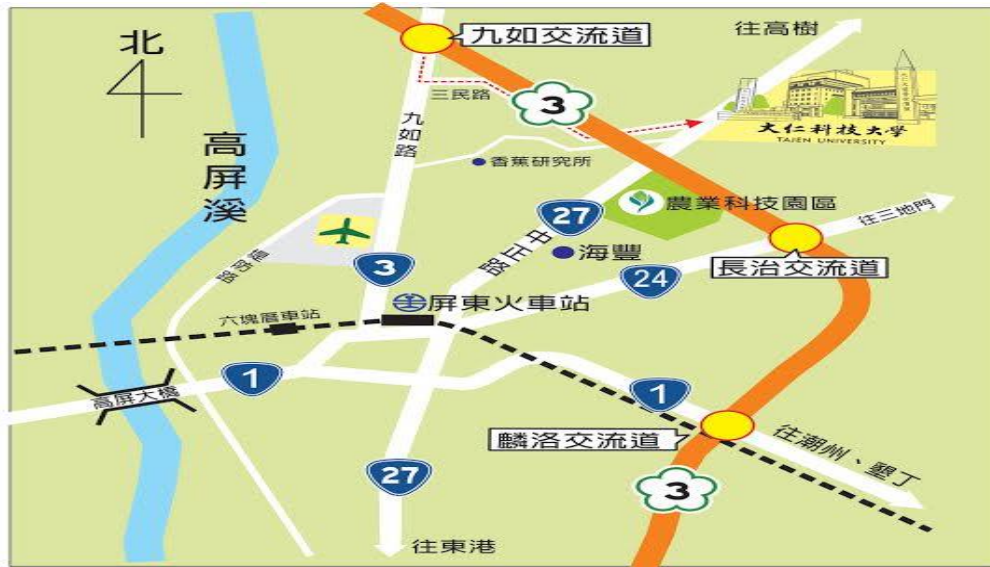 北
九如交流道
往高樹
三民路
3
大仁科技大學
TAJEN UNIVERSITY
九如路
高屏溪
香蕉研究所
農業科技園區
27
往三地門
中正路
海豐
3
24
長治交流道
堤防路
屏東火車站
六塊厝車站
1
1
高屏大橋
麟洛交流道
往潮州、墾丁
27
3
往東港